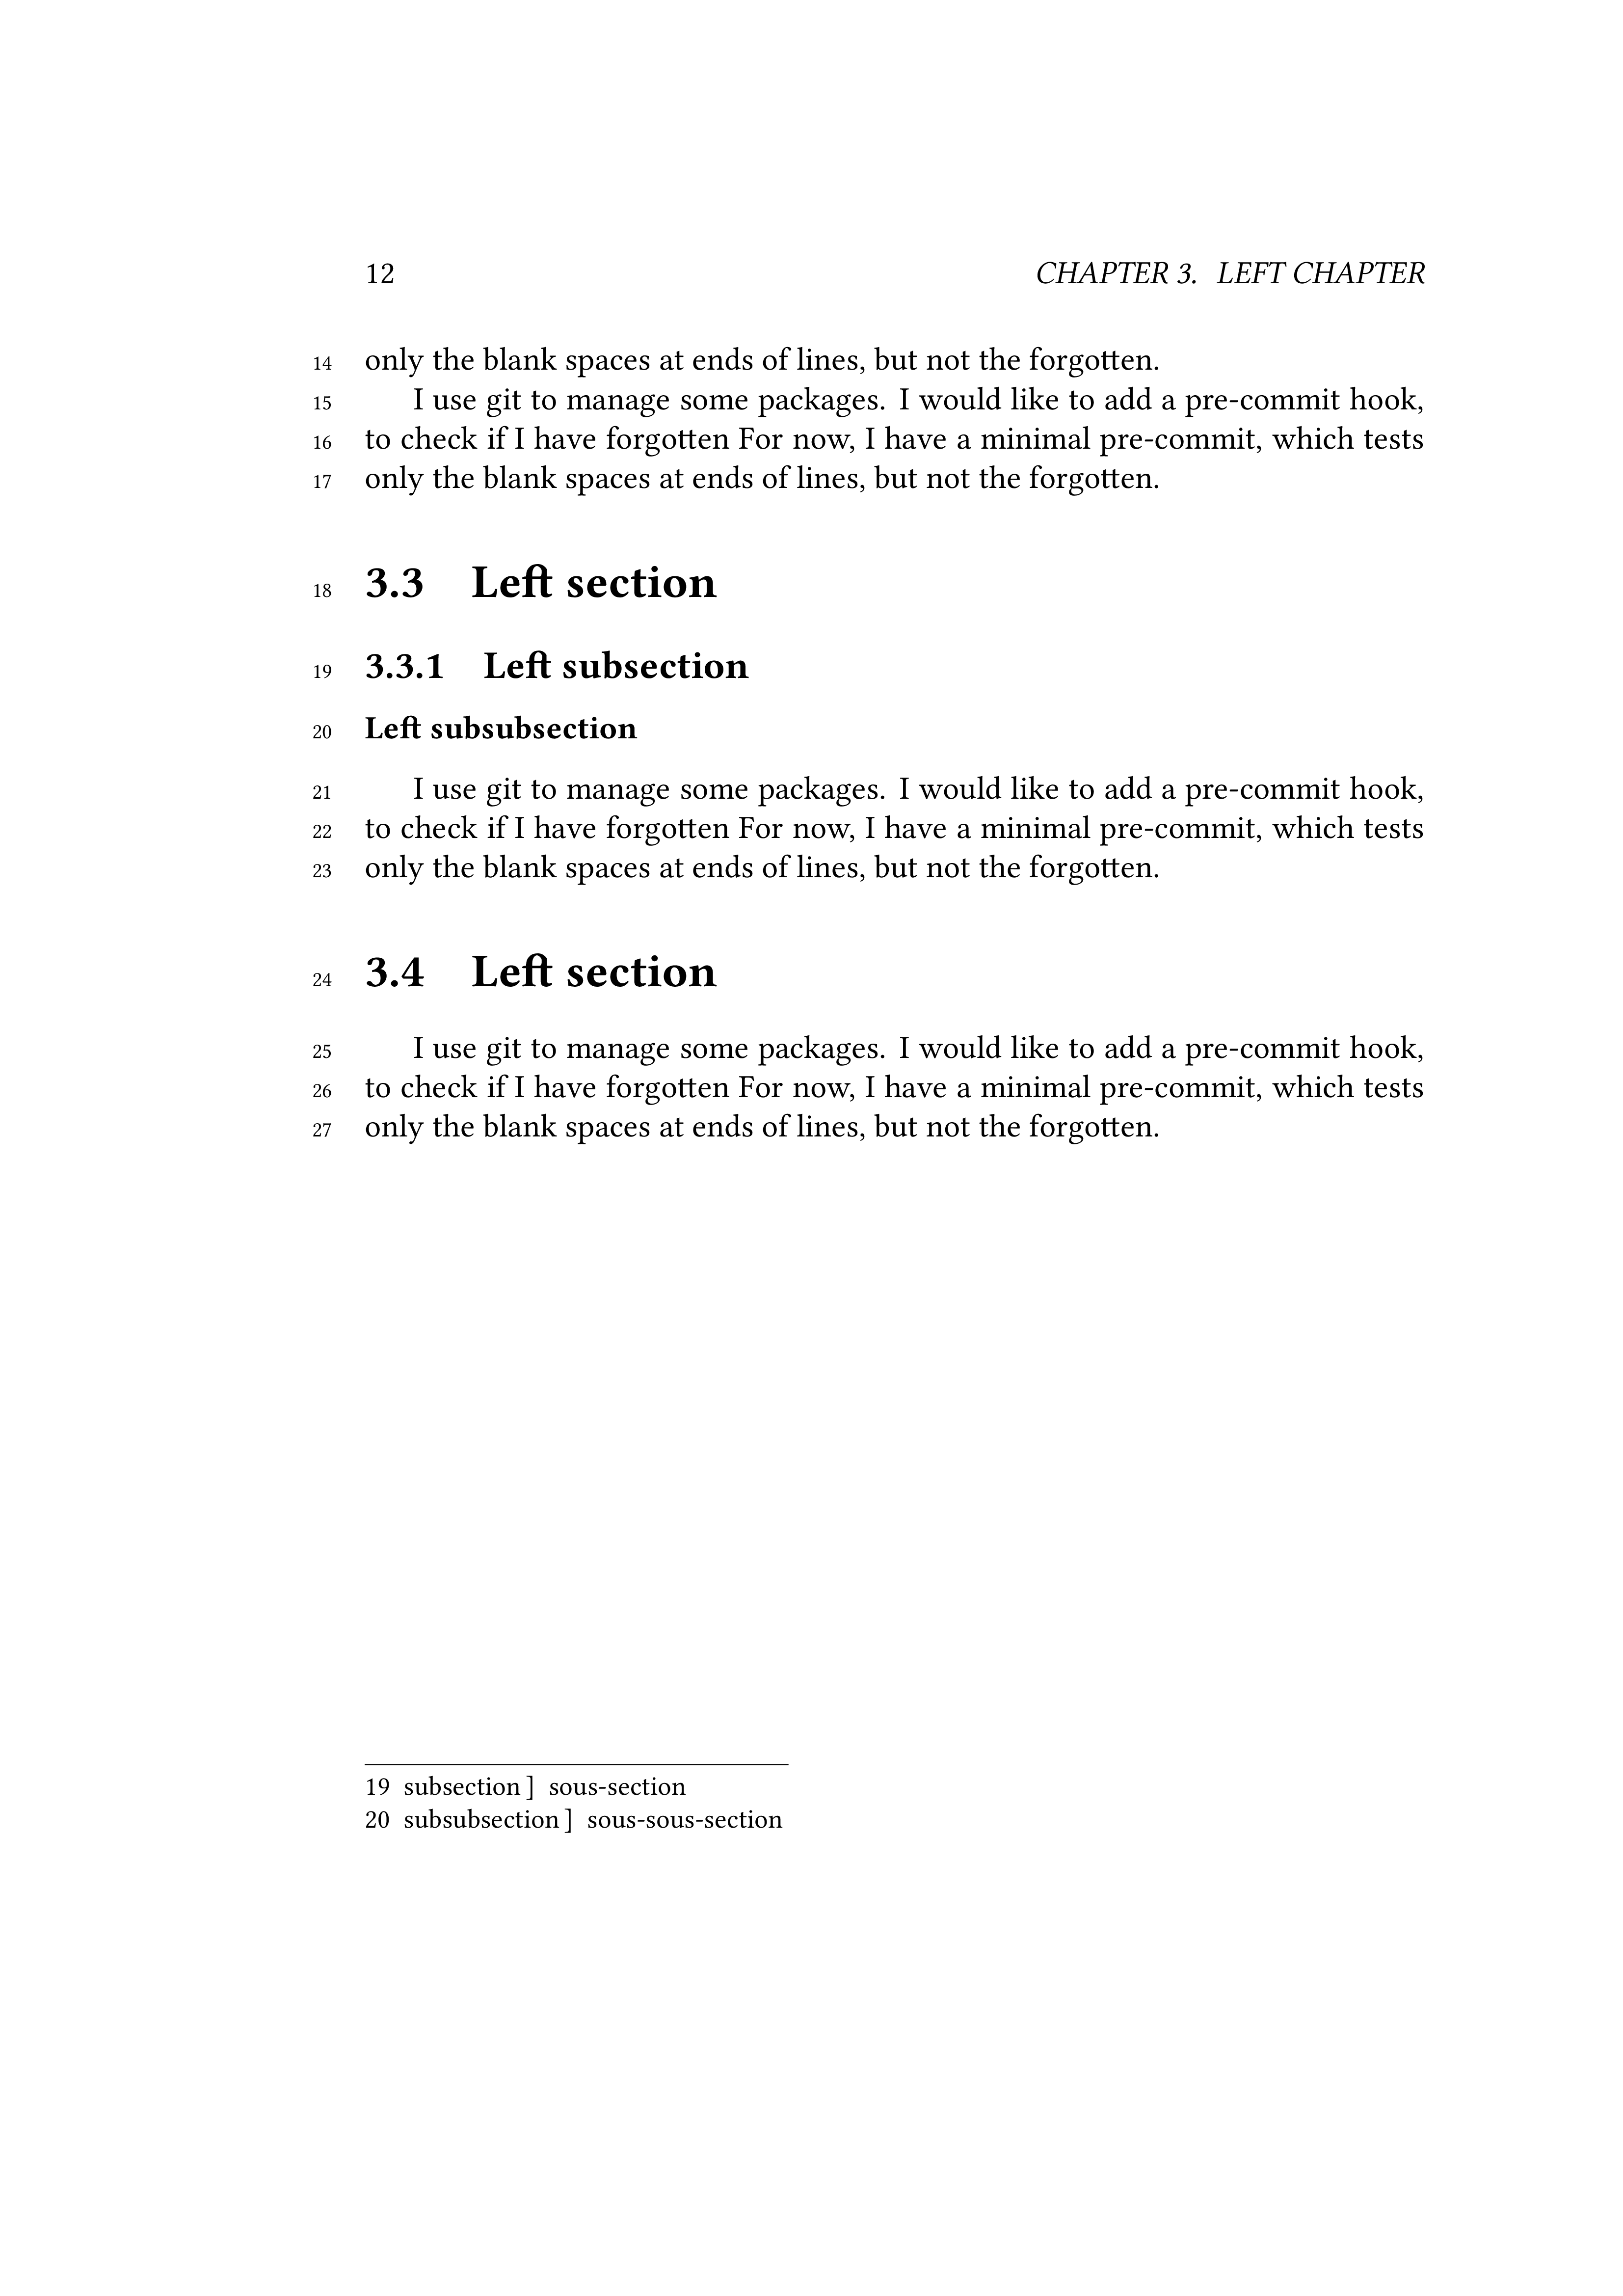 12 CHAPTER 3. LEFT CHAPTER
14 only the blank spaces at ends of lines, but not the forgotten.
15 I use git to manage some packages. I would like to add a pre-commit hook,
16 to check if I have forgotten For now, I have a minimal pre-commit, which tests
17 only the blank spaces at ends of lines, but not the forgotten.
18 3.3 Left section
19 3.3.1 Left subsection
20 Left subsubsection
21 I use git to manage some packages. I would like to add a pre-commit hook,
22 to check if I have forgotten For now, I have a minimal pre-commit, which tests
23 only the blank spaces at ends of lines, but not the forgotten.
24 3.4 Left section
25 I use git to manage some packages. I would like to add a pre-commit hook,
26 to check if I have forgotten For now, I have a minimal pre-commit, which tests
27 only the blank spaces at ends of lines, but not the forgotten.
19 subsection ] sous-section
20 subsubsection ] sous-sous-section